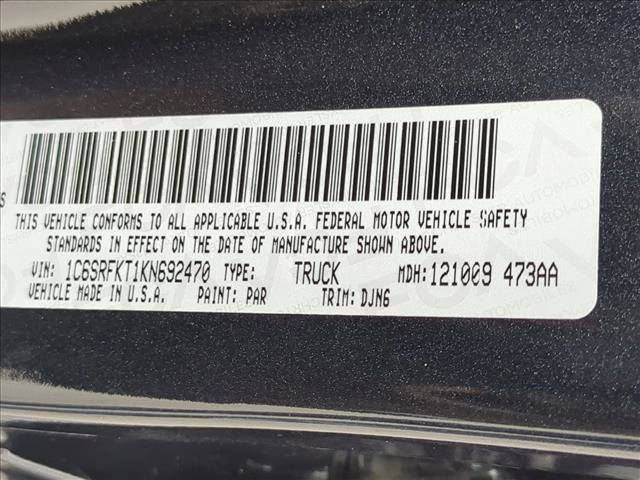 S
THIS VEHICLE CONFORMS TO ALL APPLICABLE U.S.A. FEDERAL MOTOR VEHICLE SAFETY
STANDARDS IN EFFECT ON THE DATE OF MANUFACTURE SHOWN ABOVE.
VIN: 1C6SRFKT1KN692470 TYPE: TRUCK MDH: 121009 473AA
VEHICLE MADE IN U.S.A. PAINT: PAR TRIM: DJN6